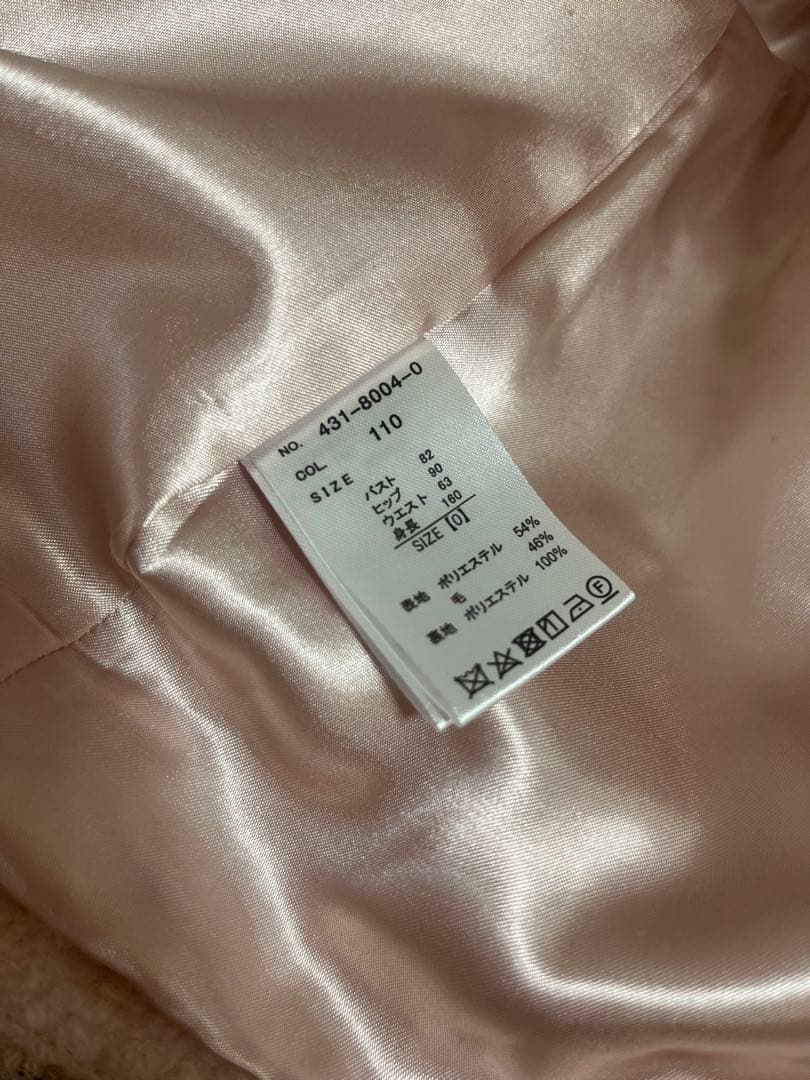 NO. 431-8004-0
COL. 110
SIZE
バスト 82
ヒップ 90
ウエスト 63
身長 160
SIZE【0】
表地 ポリエステル 54%
毛 46%
裏地 ポリエステル 100%
F